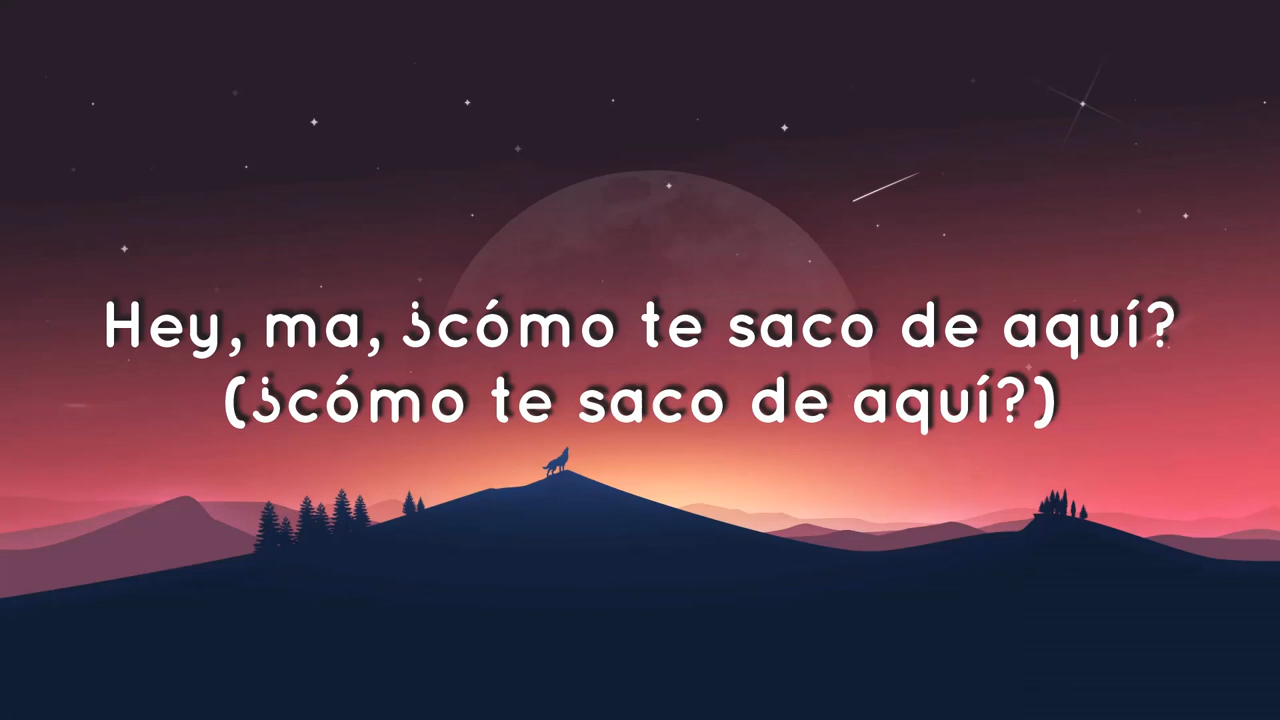 Hey, ma, ¿cómo te saco de aquí?
(¿cómo te saco de aquí?)